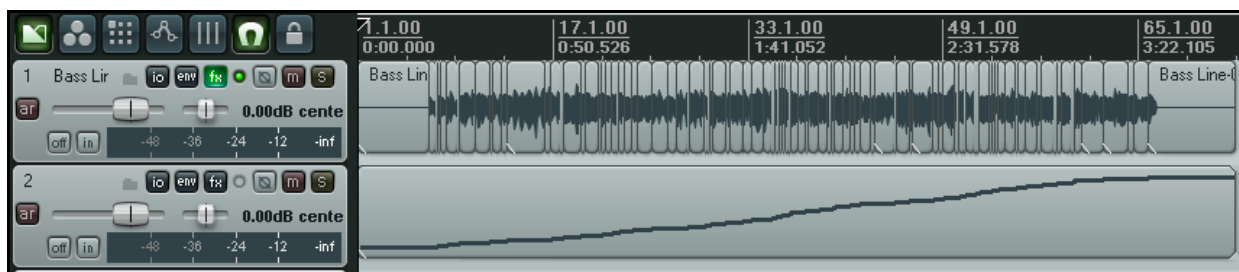 1.1.00 17.1.00 33.1.00 49.1.00 65.1.00
0:00.000 0:50.526 1:41.052 2:31.578 3:22.105
1 Bass Lir io env fx m S
ar 0.00dB cente
off in -48 -36 -24 -12 -inf
Bass Lin Bass Line-0
2 io env fx m S
ar 0.00dB cente
off in -48 -36 -24 -12 -inf